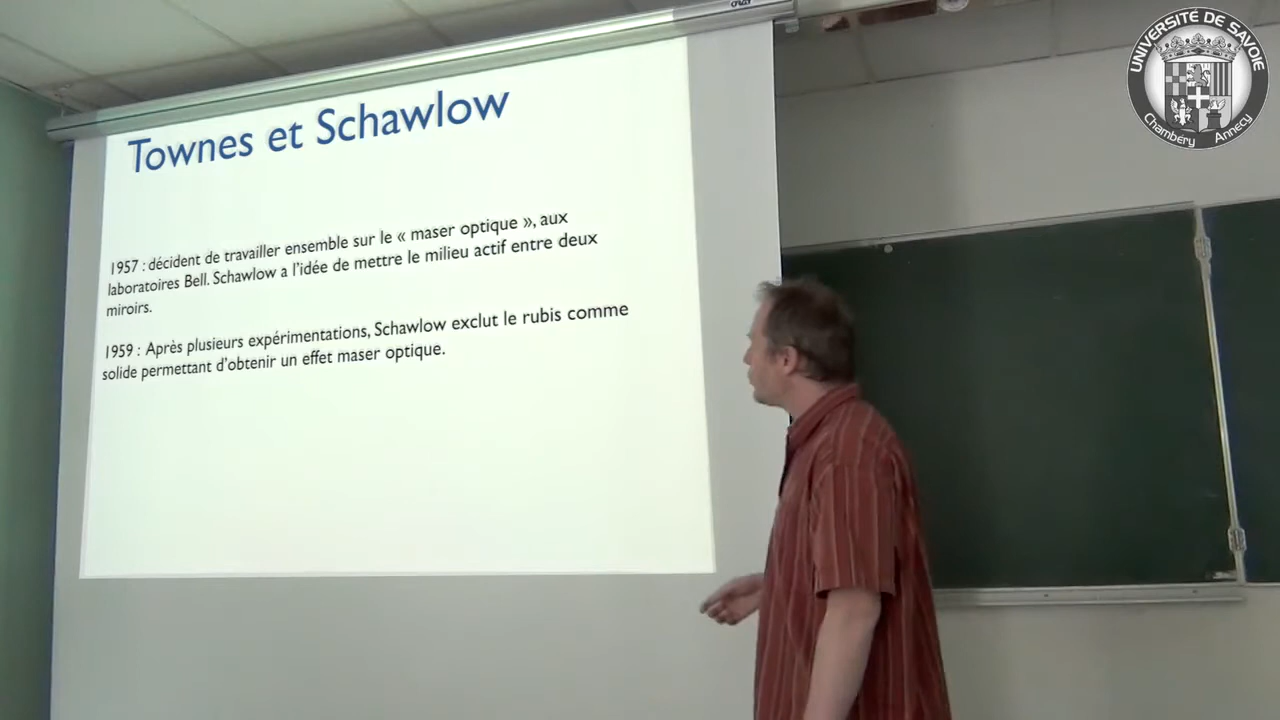 Townes et Schawlow
1957 : décident de travailler ensemble sur le « maser optique », aux
laboratoires Bell. Schawlow a l'idée de mettre le milieu actif entre deux
miroirs.
1959 : Après plusieurs expérimentations, Schawlow exclut le rubis comme
solide permettant d'obtenir un effet maser optique.
UNIVERSITÉ DE SAVOIE
Chambéry Annecy